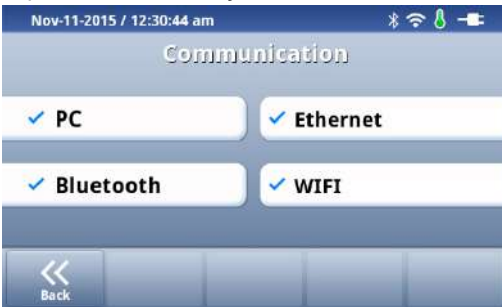 Nov-11-2015 / 12:30:44 am
Communication
PC
Ethernet
Bluetooth
WIFI
Back